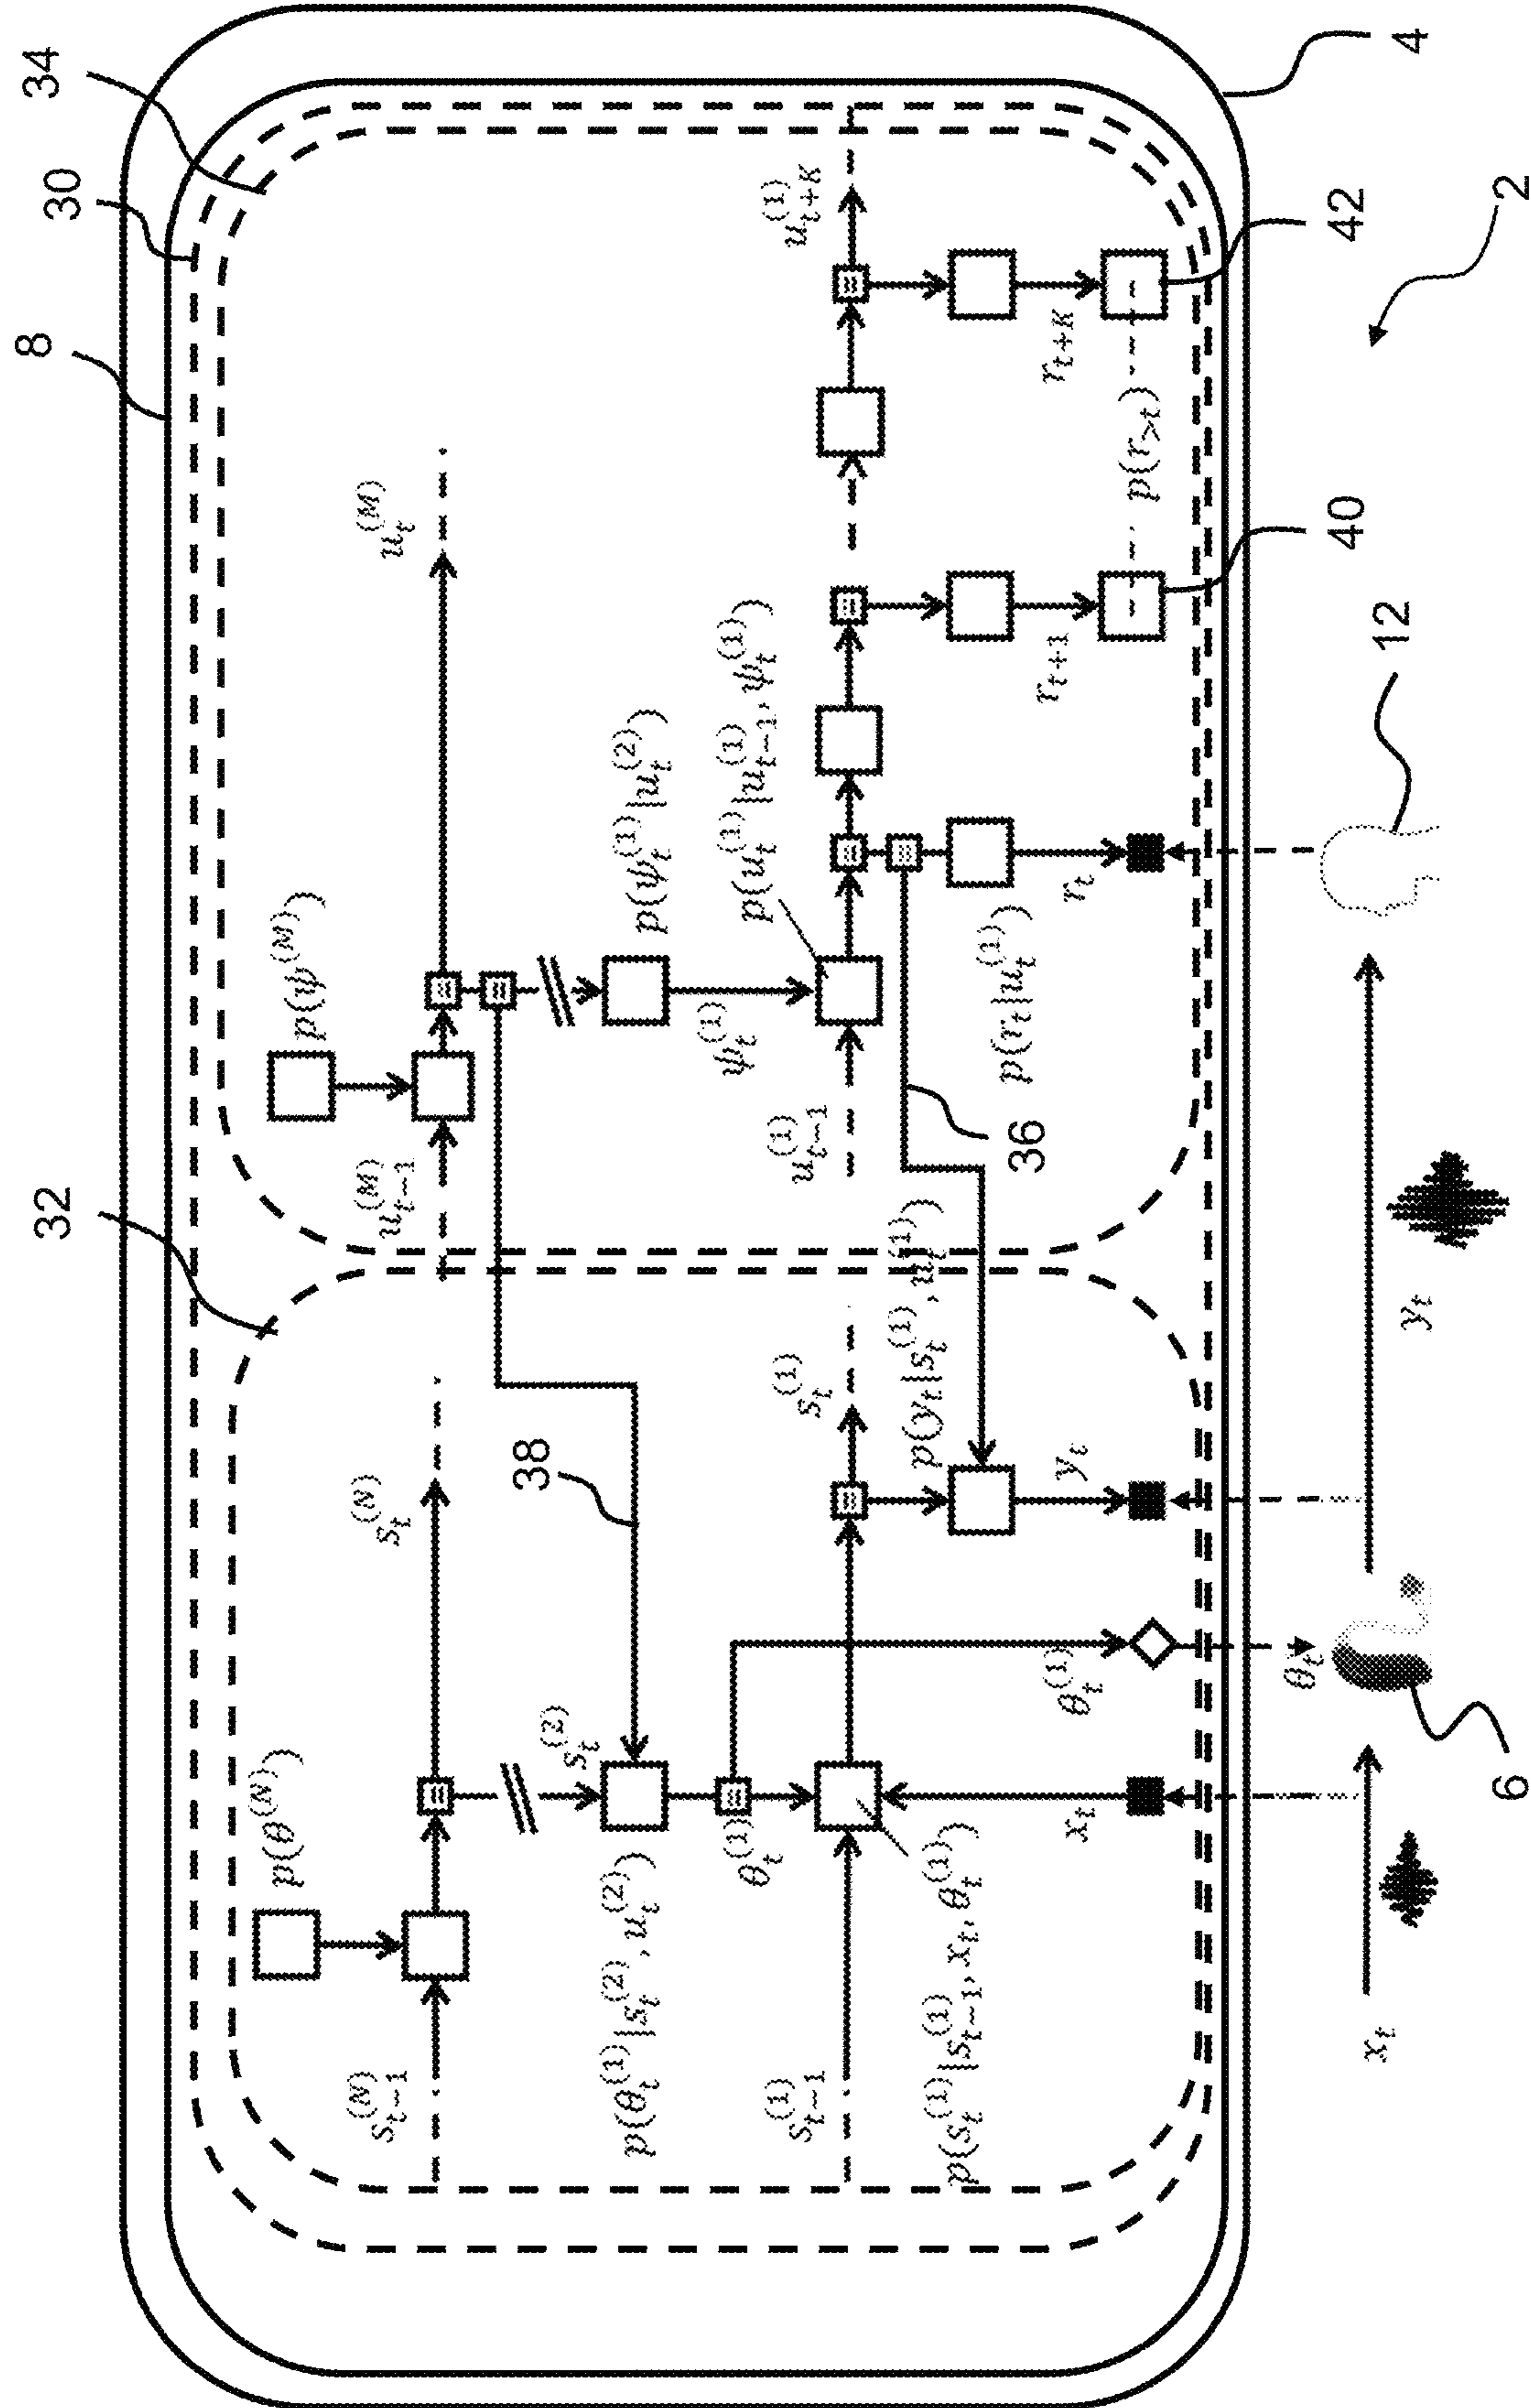 2
4
6
8
12
30
32
34
36
38
40
42
p(θ^(N))
s_{t-1}^(N)
s_t^(N)
s_t^(2)
p(θ_t^(1)|s_t^(2), u_t^(2))
θ_t^(1)
s_{t-1}^(1)
s_t^(1)
p(s_t^(1)|s_{t-1}^(1), x_t, θ_t^(1))
x_t
θ_t^(1)
p(y_t|s_t^(1), u_t^(1))
y_t
p(ψ^(M))
u_{t-1}^(M)
u_t^(M)
p(ψ_t^(1)|u_t^(2))
ψ_t^(1)
p(u_t^(1)|u_{t-1}^(1), ψ_t^(1))
u_{t-1}^(1)
u_{t+K}^(1)
p(r_t|u_t^(1))
r_t
r_{t+1}
r_{t+K}
p(r_{>t})
x_t
θ_t
y_t